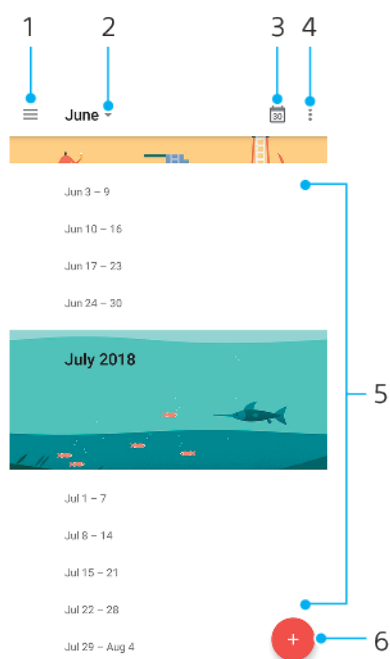 1 2 3 4
June
30
Jun 3 – 9
Jun 10 – 16
Jun 17 – 23
Jun 24 – 30
July 2018
5
Jul 1 – 7
Jul 8 – 14
Jul 15 – 21
Jul 22 – 28
Jul 29 – Aug 4
+
6